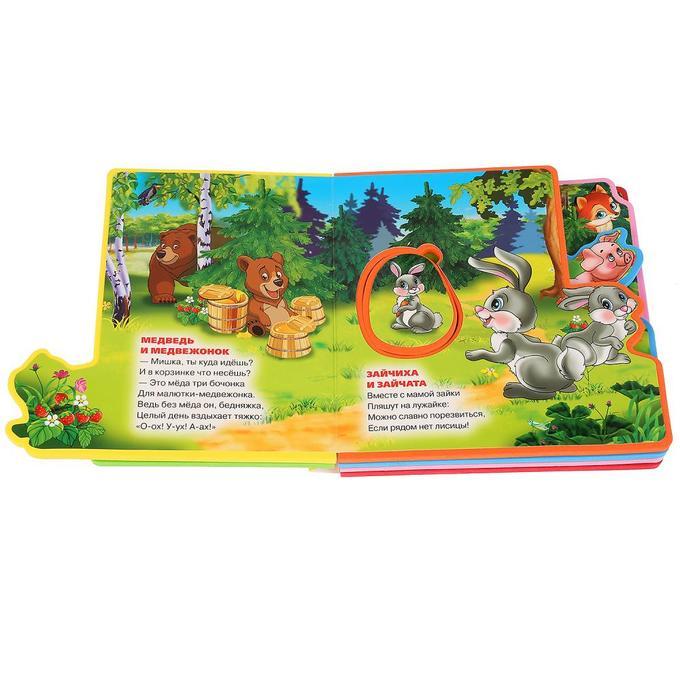 МЕДВЕДЬ
И МЕДВЕЖОНОК
— Мишка, ты куда идёшь?
И в корзинке что несёшь?
— Это мёда три бочонка
Для малютки-медвежонка.
Ведь без мёда он, бедняжка,
Целый день вздыхает тяжко:
«О-ох! У-ух! А-ах!»
ЗАЙЧИХА
И ЗАЙЧАТА
Вместе с мамой зайки
Пляшут на лужайке:
Можно славно порезвиться,
Если рядом нет лисицы!